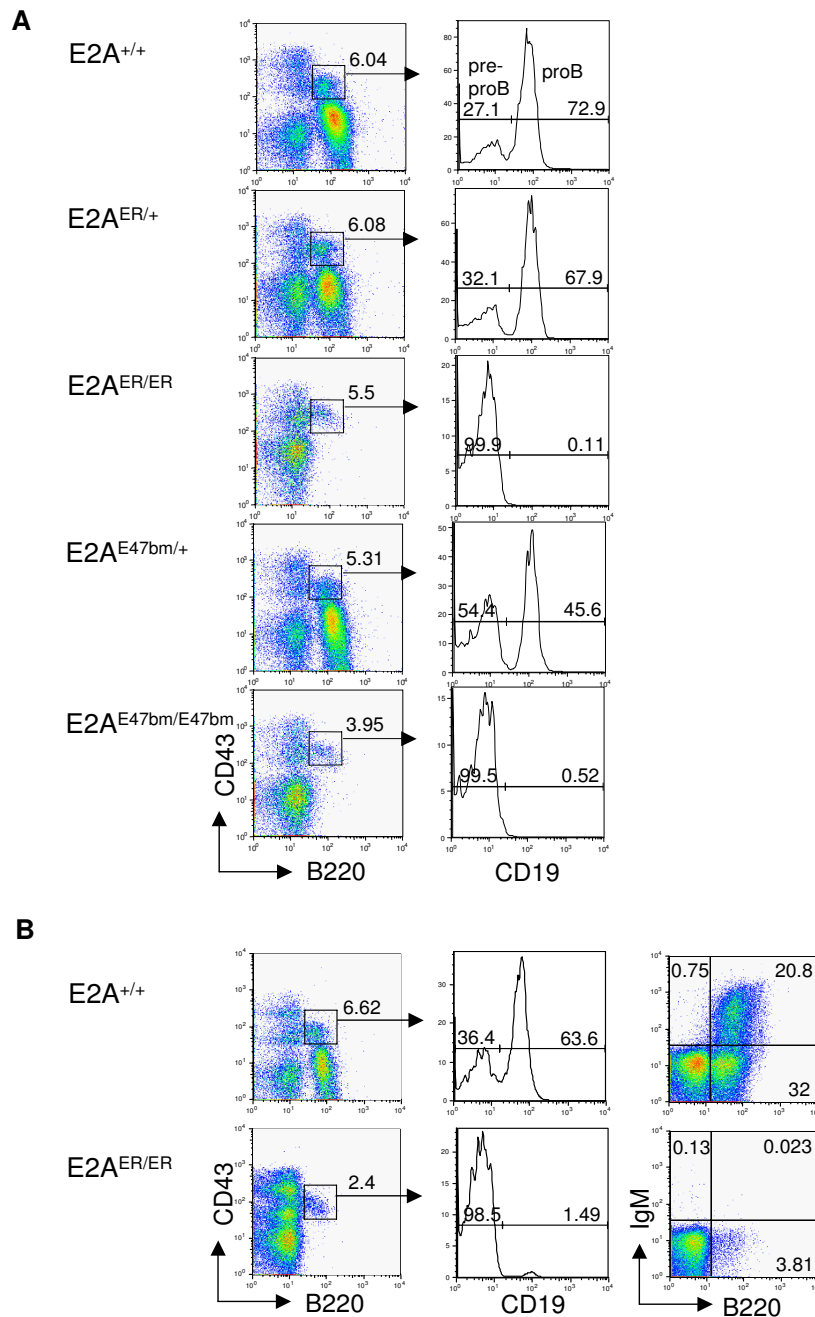 A
E2A+/+
6.04
pre-
proB
proB
27.1
72.9
E2AER/+
6.08
32.1
67.9
E2AER/ER
5.5
99.9
0.11
E2AE47bm/+
5.31
54.4
45.6
E2AE47bm/E47bm
3.95
99.5
0.52
CD43
B220
CD19
B
E2A+/+
6.62
36.4
63.6
0.75
20.8
32
E2AER/ER
2.4
98.5
1.49
0.13
0.023
3.81
CD43
B220
CD19
IgM
B220